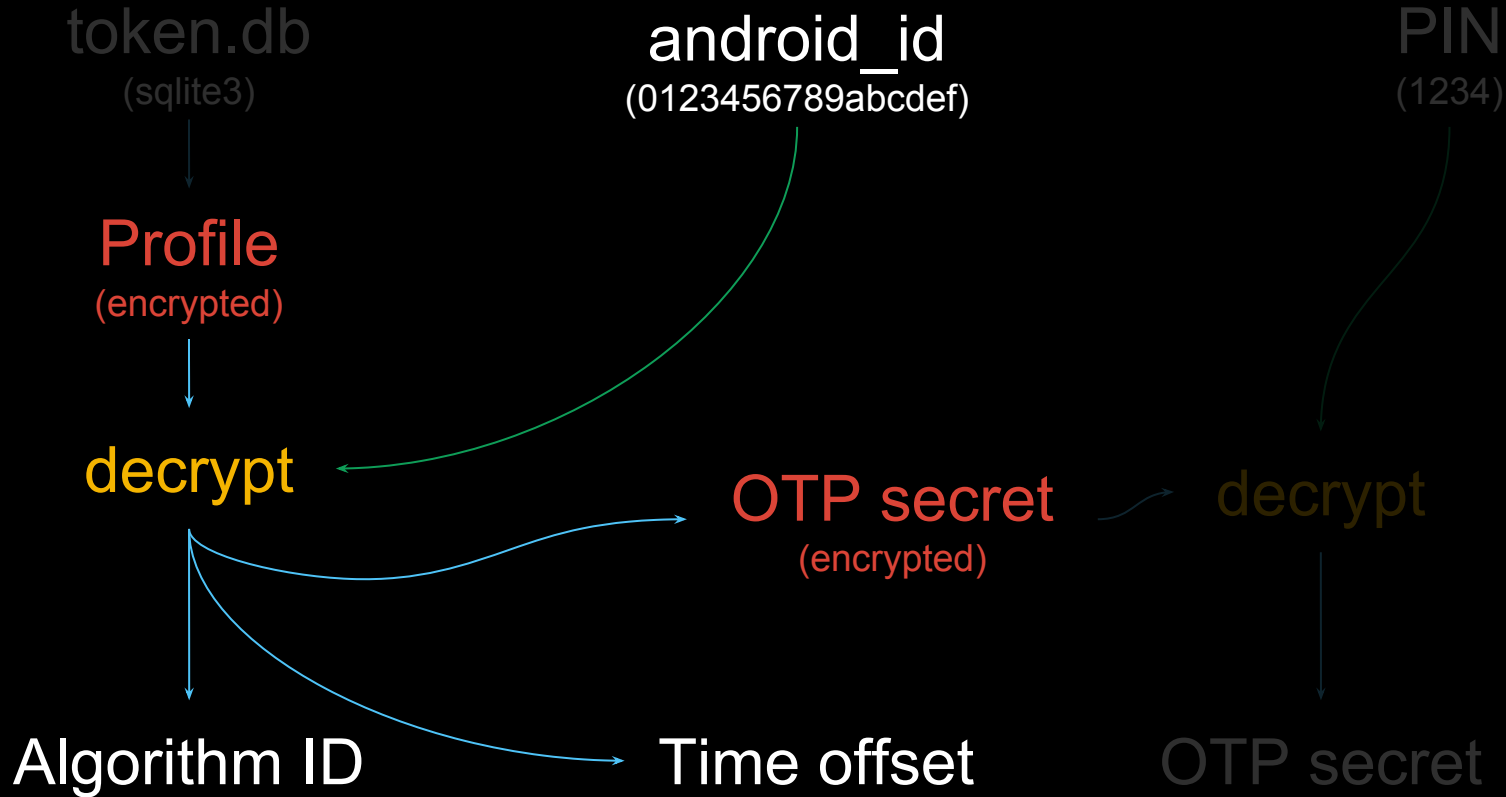 token.db
(sqlite3)
android_id
(0123456789abcdef)
PIN
(1234)
Profile
(encrypted)
decrypt
OTP secret
(encrypted)
decrypt
Algorithm ID
Time offset
OTP secret